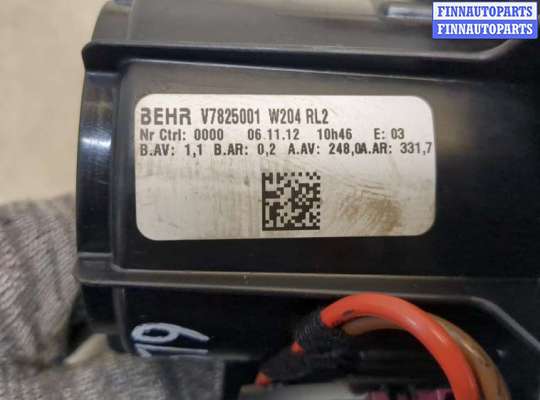 FINNAUTOPARTS
FINNAUTOPARTS
BEHR V7825001 W204 RL2
Nr Ctrl: 0000 06.11.12 10h46 E: 03
B.AV: 1,1 B.AR: 0,2 A.AV: 248,0A.AR: 331,7
19